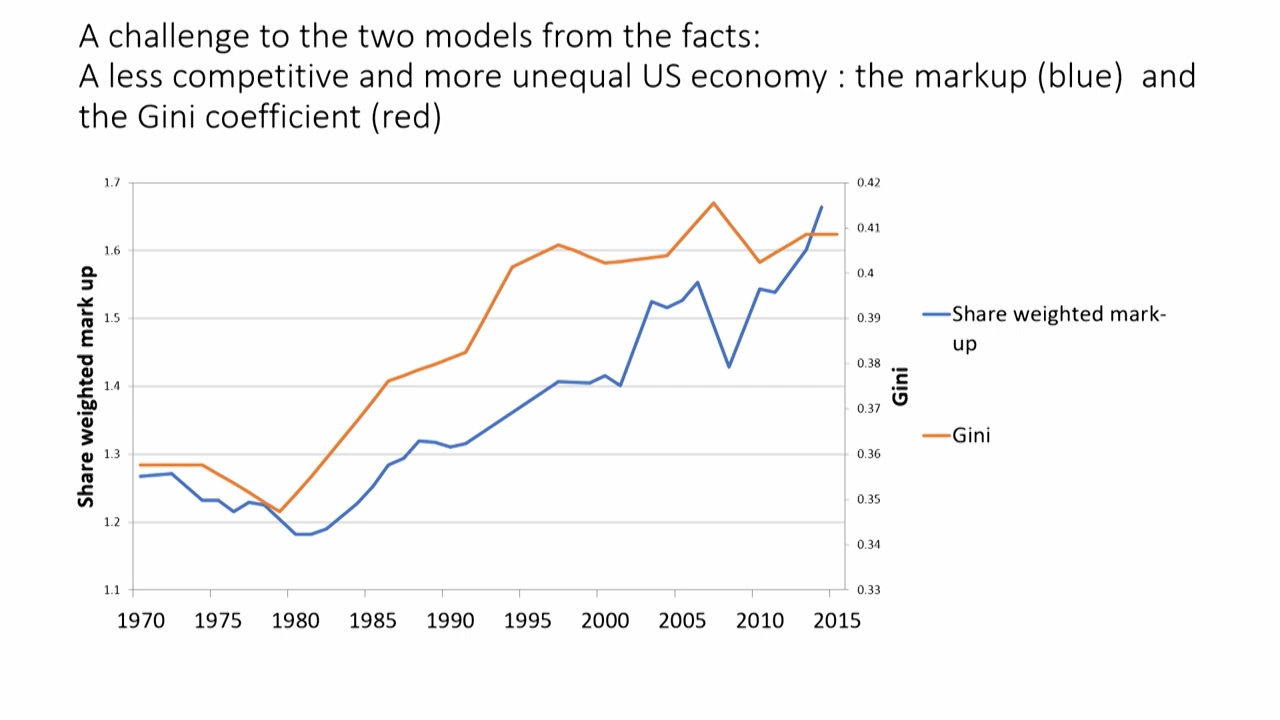 A challenge to the two models from the facts:
A less competitive and more unequal US economy : the markup (blue)  and
the Gini coefficient (red)
1.7
1.6
1.5
1.4
1.3
1.2
1.1
Share weighted mark up
0.42
0.41
0.4
0.39
0.38
0.37
0.36
0.35
0.34
0.33
Gini
1970 1975 1980 1985 1990 1995 2000 2005 2010 2015
Share weighted mark-
up
Gini